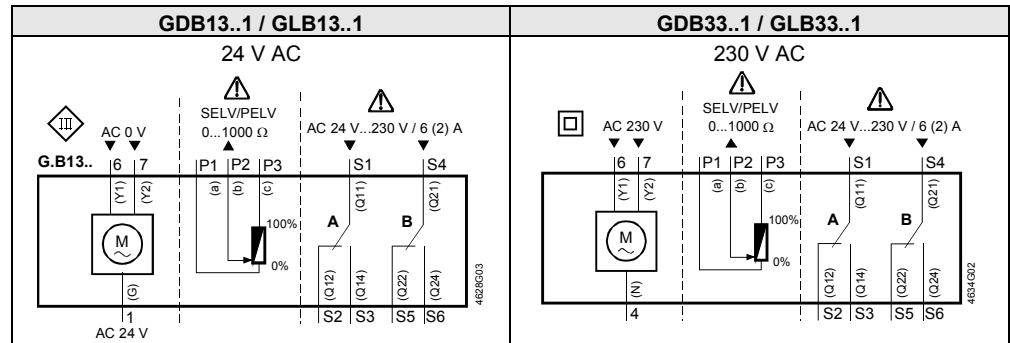 GDB13..1 / GLB13..1
24 V AC
III
SELV/PELV
AC 0 V
0...1000 Ω
AC 24 V...230 V / 6 (2) A
G.B13..
6 7 P1 P2 P3 S1 S4
(Y1) (Y2) (a) (b) (c) (Q11) (Q21)
A B
M
~
100%
0%
(G) (Q12) (Q14) (Q22) (Q24)
1 S2 S3 S5 S6
AC 24 V
4628G03
GDB33..1 / GLB33..1
230 V AC
SELV/PELV
AC 230 V
0...1000 Ω
AC 24 V...230 V / 6 (2) A
6 7 P1 P2 P3 S1 S4
(Y1) (Y2) (a) (b) (c) (Q11) (Q21)
A B
M
~
100%
0%
(N) (Q12) (Q14) (Q22) (Q24)
4 S2 S3 S5 S6
4634G02